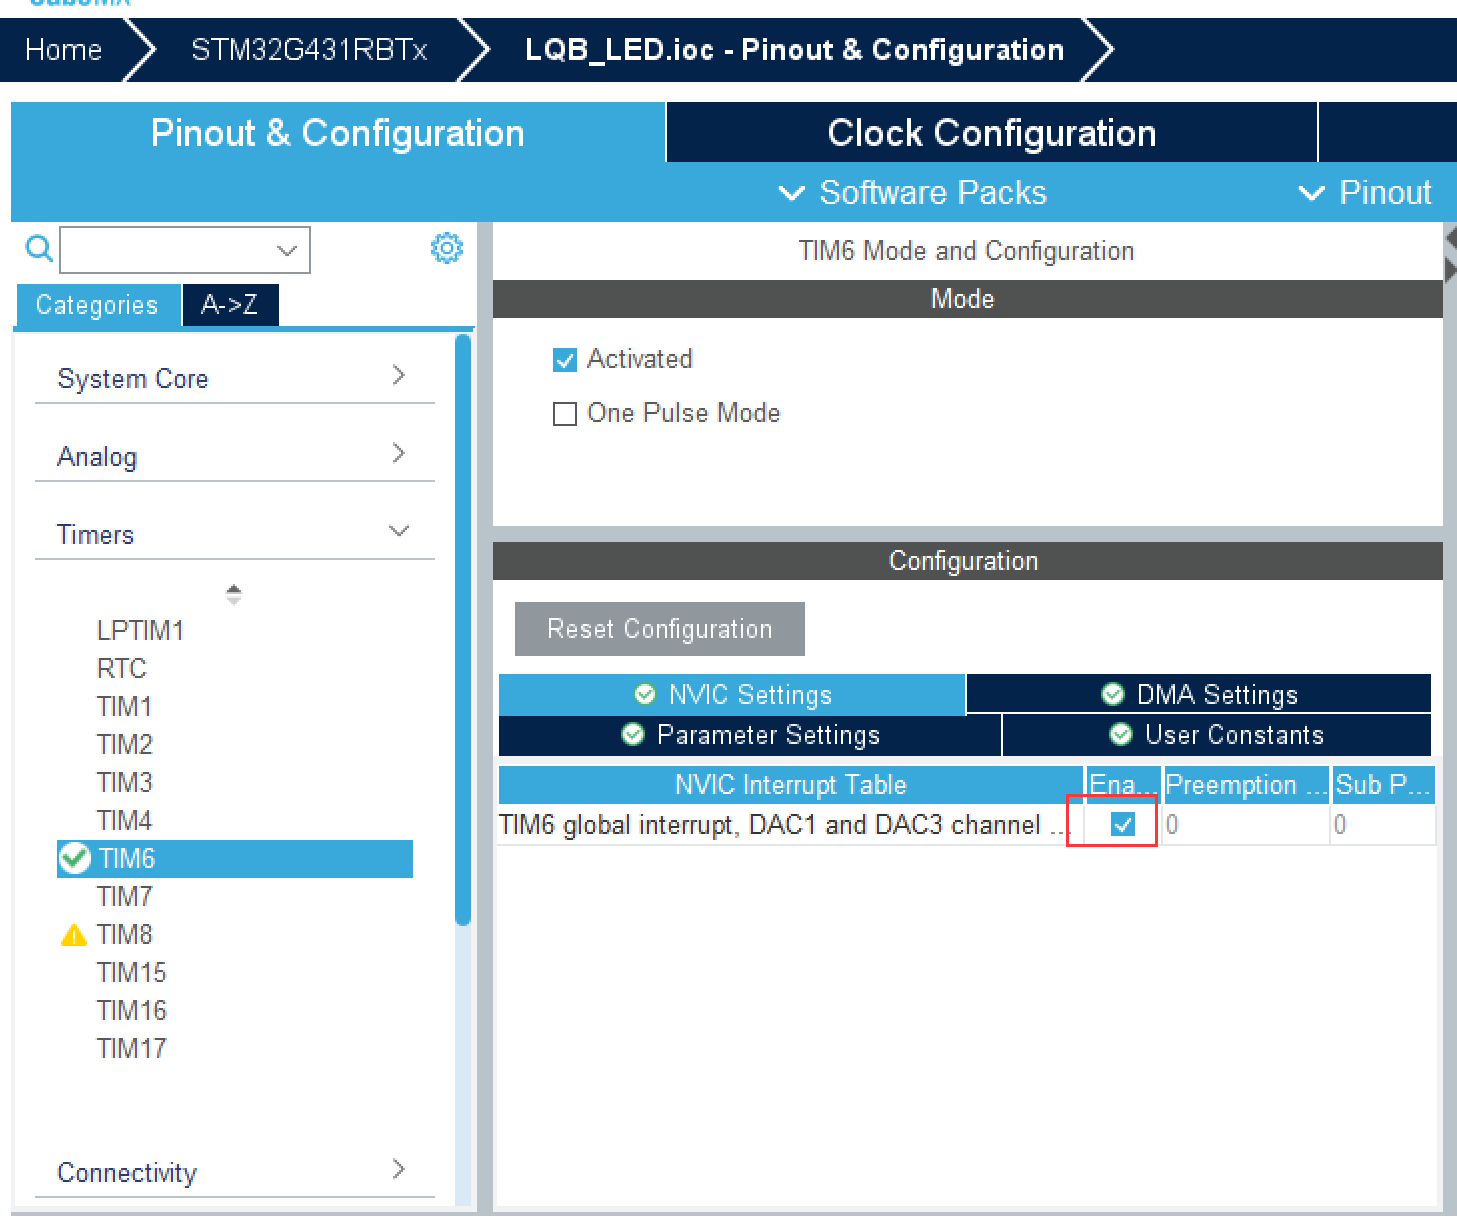 CubeMX
Home STM32G431RBTx LQB_LED.ioc - Pinout & Configuration
Pinout & Configuration Clock Configuration
Software Packs Pinout
TIM6 Mode and Configuration
Categories A->Z
Mode
System Core
Activated
One Pulse Mode
Analog
Timers
Configuration
Reset Configuration
LPTIM1
RTC
TIM1
TIM2
TIM3
TIM4
TIM6
TIM7
TIM8
TIM15
TIM16
TIM17
Connectivity
NVIC Settings DMA Settings
Parameter Settings User Constants
NVIC Interrupt Table Ena... Preemption ... Sub P...
TIM6 global interrupt, DAC1 and DAC3 channel ... 0 0